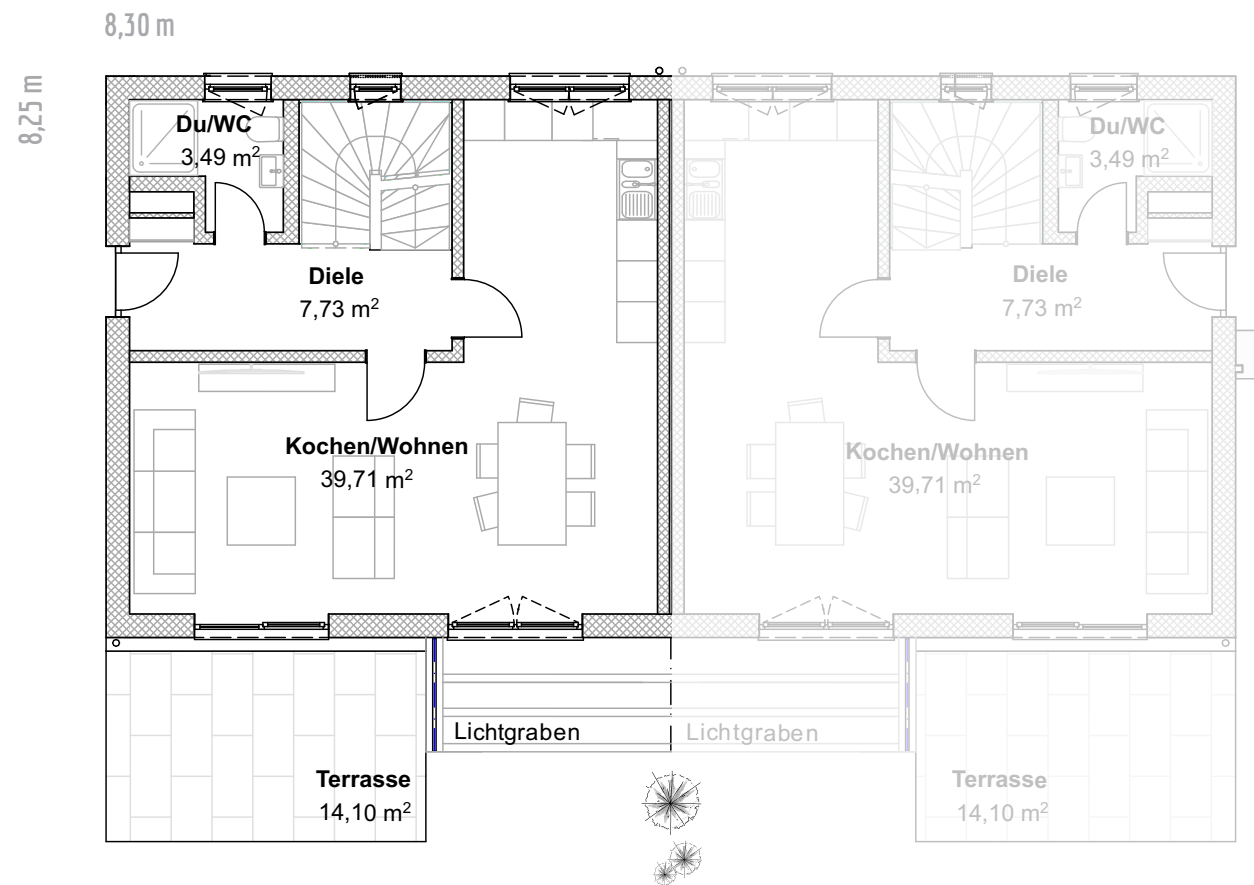 8,30 m
8,25 m
Du/WC
3,49 m²
Du/WC
3,49 m²
Diele
7,73 m²
Diele
7,73 m²
Kochen/Wohnen
39,71 m²
Kochen/Wohnen
39,71 m²
Lichtgraben
Lichtgraben
Terrasse
14,10 m²
Terrasse
14,10 m²